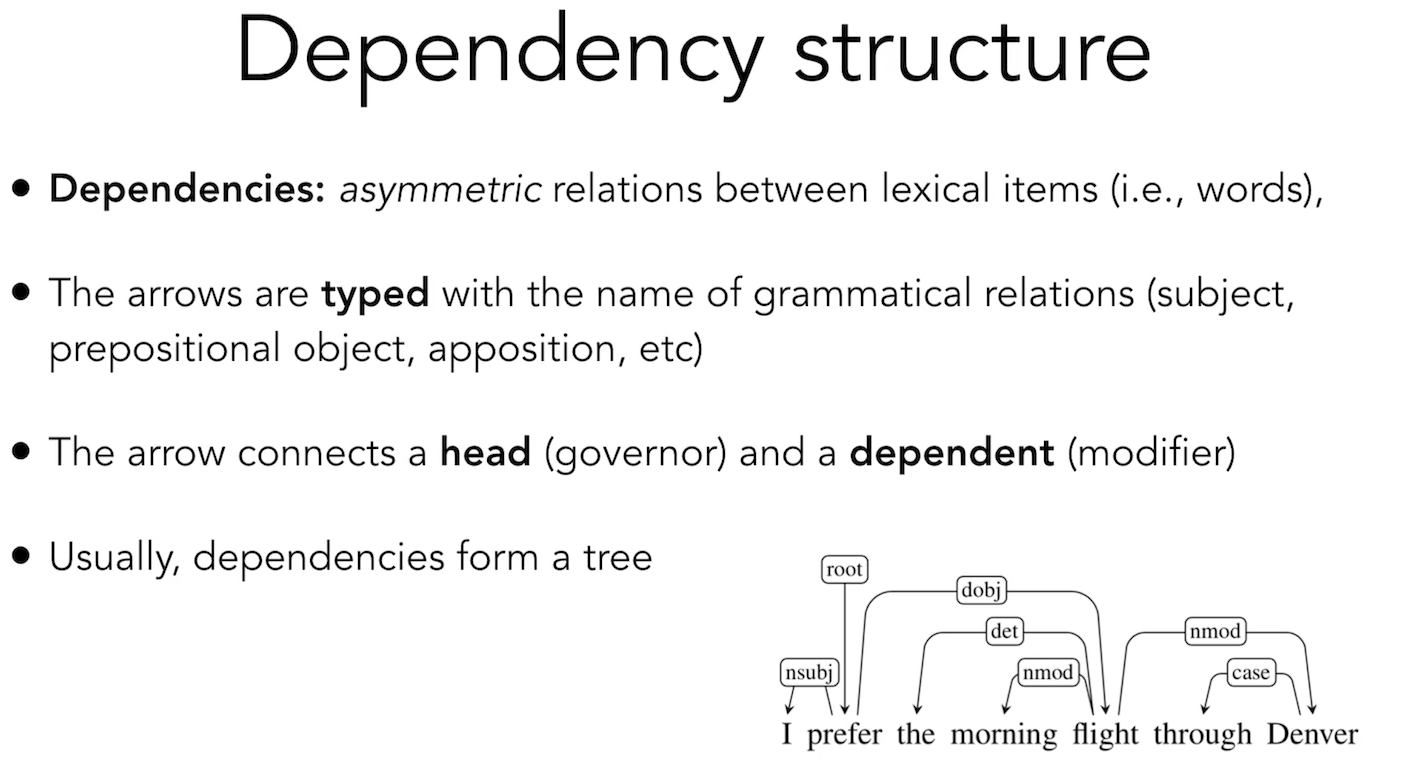 Dependency structure
• Dependencies: asymmetric relations between lexical items (i.e., words),
• The arrows are typed with the name of grammatical relations (subject,
prepositional object, apposition, etc)
• The arrow connects a head (governor) and a dependent (modifier)
• Usually, dependencies form a tree
root
dobj
det
nmod
nsubj
nmod
case
I prefer the morning flight through Denver